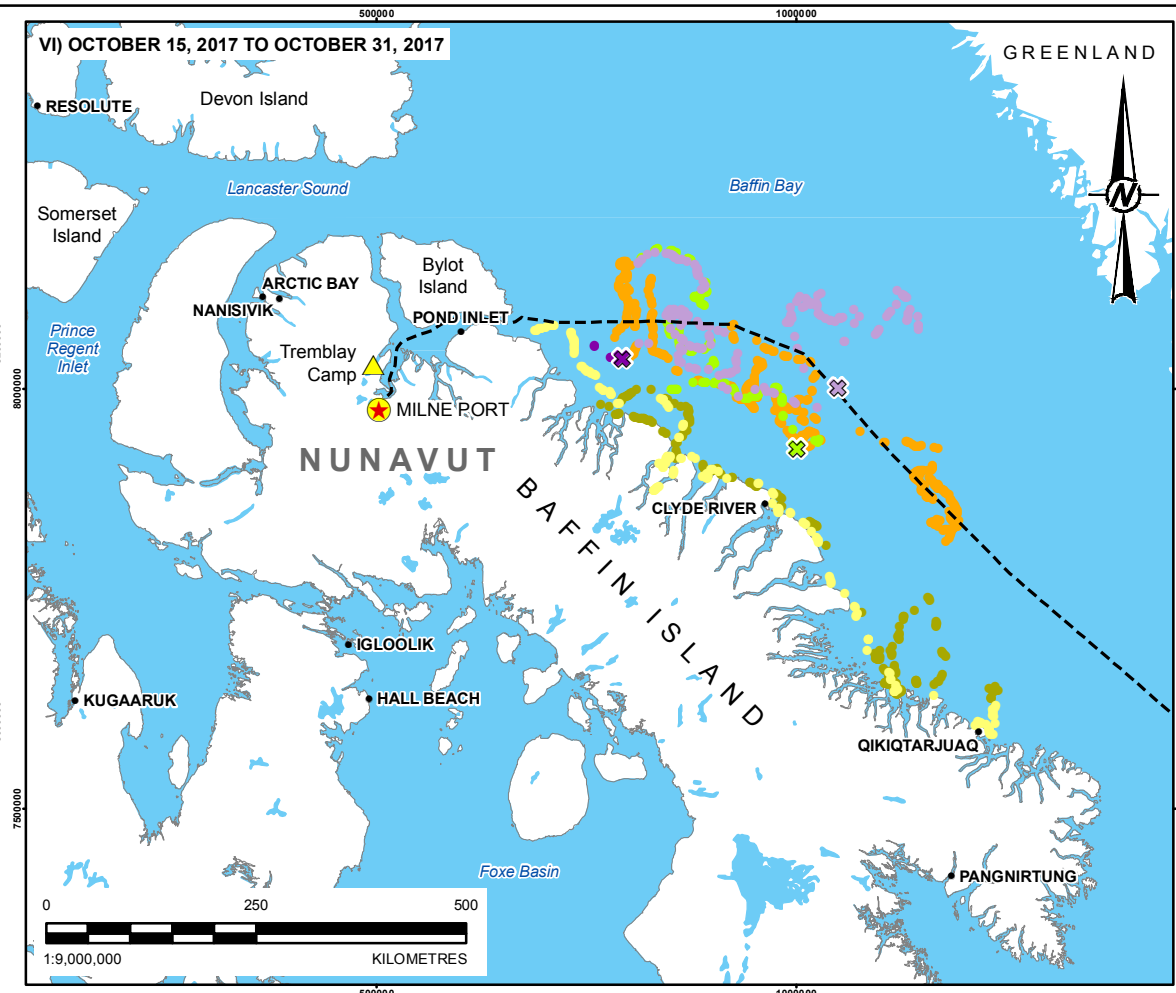 500000
1000000
VI) OCTOBER 15, 2017 TO OCTOBER 31, 2017
GREENLAND
RESOLUTE
Devon Island
N
Lancaster Sound
Baffin Bay
Somerset
Island
Bylot
Island
ARCTIC BAY
NANISIVIK
POND INLET
Prince
Regent
Inlet
Tremblay
Camp
8000000
MILNE PORT
NUNAVUT
BAFFIN ISLAND
CLYDE RIVER
IGLOOLIK
KUGAARUK
HALL BEACH
QIKIQTARJUAQ
7500000
Foxe Basin
PANGNIRTUNG
0
250
500
1:9,000,000
KILOMETRES
500000
1000000